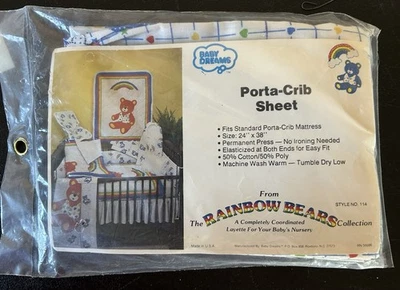 BABY
DREAMS
Porta-Crib
Sheet
• Fits Standard Porta-Crib Mattress
• Size: 24" x 38"
• Permanent Press — No Ironing Needed
• Elasticized at Both Ends for Easy Fit
• 50% Cotton/50% Poly
• Machine Wash Warm — Tumble Dry Low
From
STYLE NO. 114
The RAINBOW BEARS Collection
A Completely Coordinated
Layette For Your Baby's Nursery
Made in U.S.A.